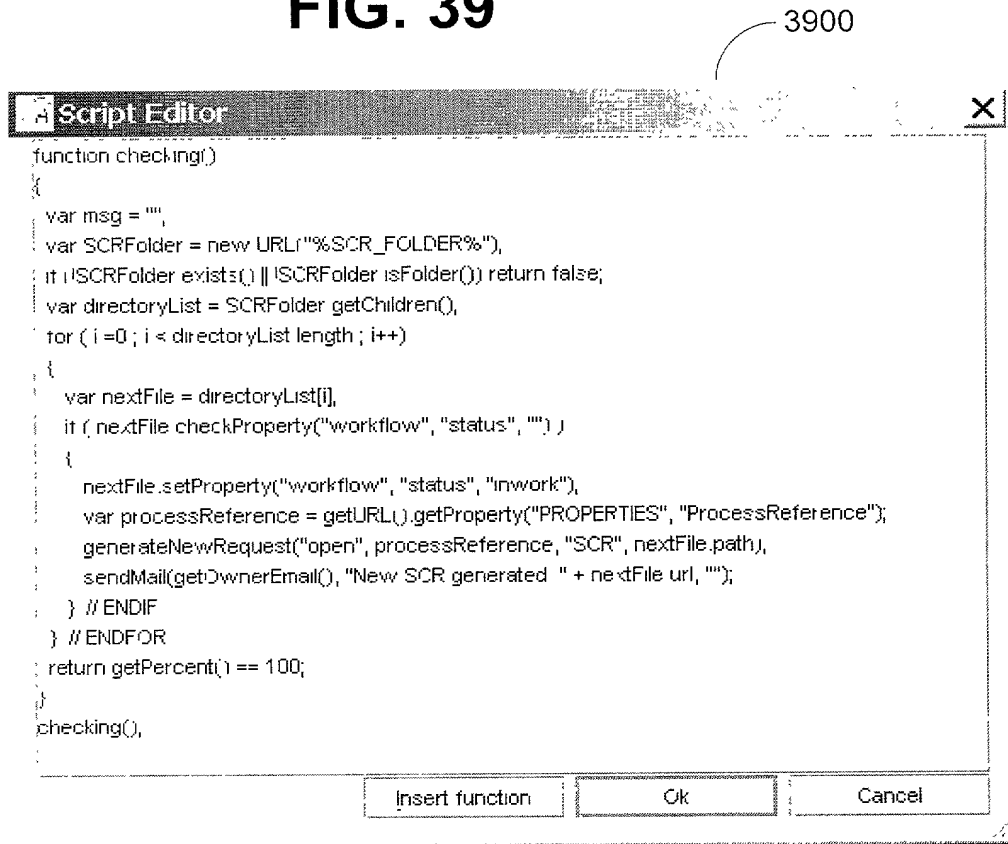 FIG. 39
3900
Script Editor
function checking()
{
var msg = "",
var SCRFolder = new URL("%SCR_FOLDER%"),
if (!SCRFolder exists() || !SCRFolder isFolder()) return false;
var directoryList = SCRFolder getChildren(),
for ( i =0 ; i < directoryList length ; i++)
{
var nextFile = directoryList[i],
if ( nextFile checkProperty("workflow", "status", "") )
{
nextFile.setProperty("workflow", "status", "inwork"),
var processReference = getURL().getProperty("PROPERTIES", "ProcessReference");
generateNewRequest("open", processReference, "SCR", nextFile.path),
sendMail(getOwnerEmail(), "New SCR generated " + nextFile url, "");
} // ENDIF
} // ENDFOR
return getPercent() == 100;
}
checking(),
Insert function
Ok
Cancel